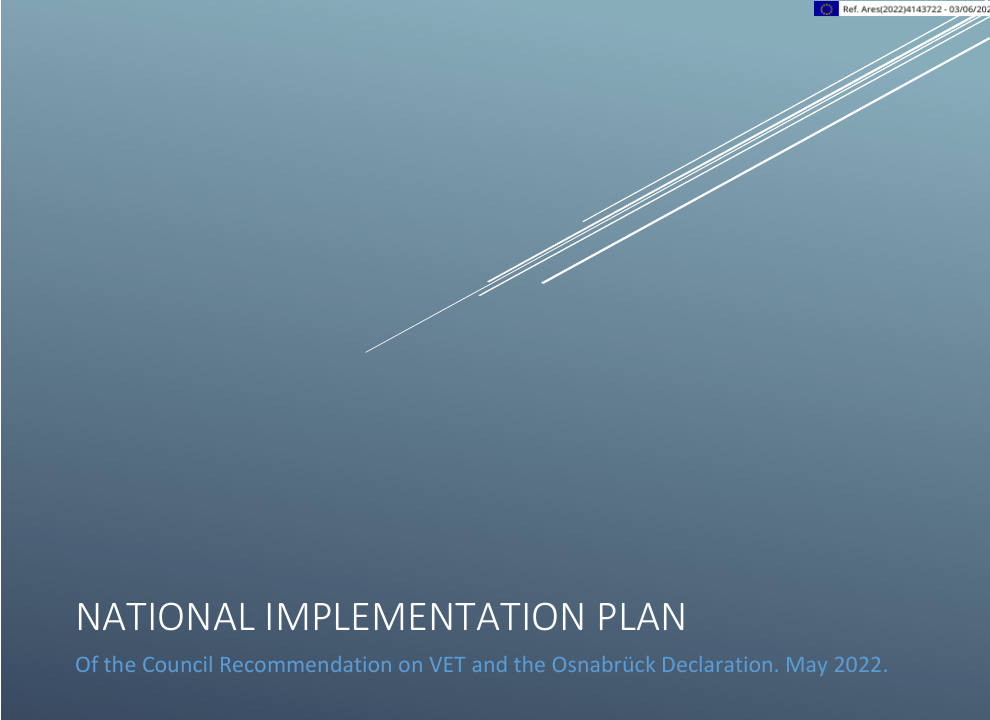 Ref. Ares(2022)4143722 - 03/06/202
NATIONAL IMPLEMENTATION PLAN
Of the Council Recommendation on VET and the Osnabrück Declaration. May 2022.